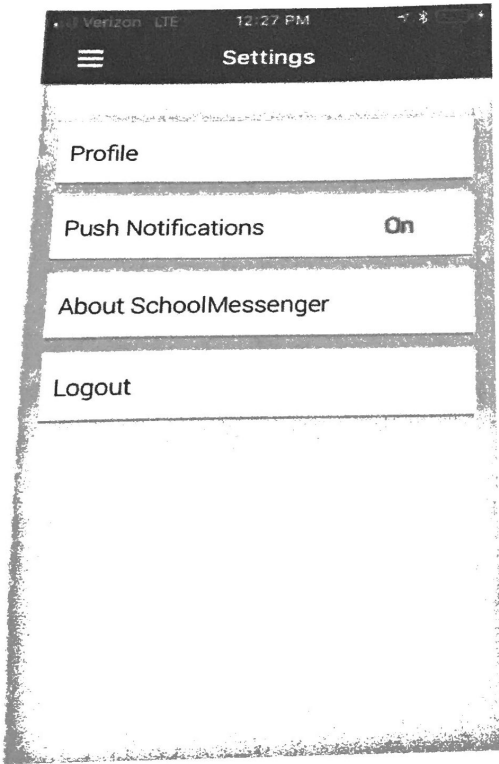 Verizon LTE 12:27 PM
Settings
Profile
Push Notifications On
About SchoolMessenger
Logout